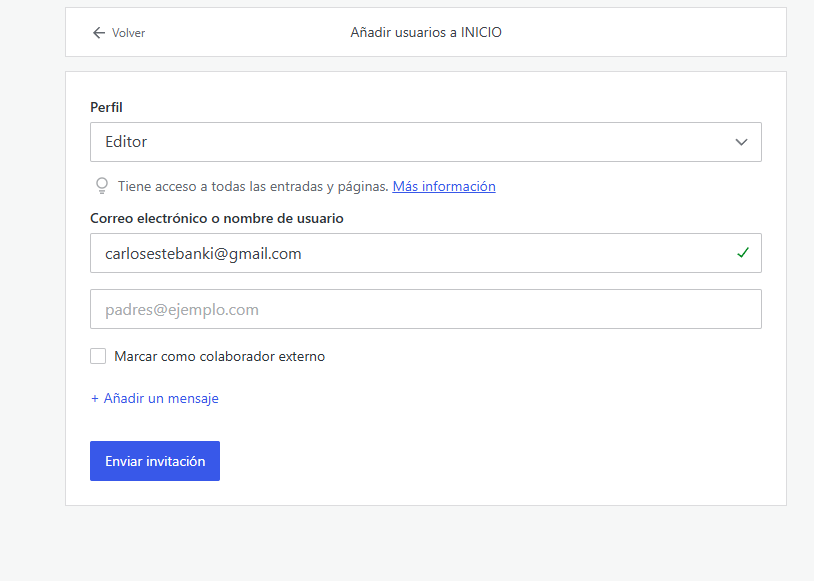 Volver
Añadir usuarios a INICIO
Perfil
Editor
Tiene acceso a todas las entradas y páginas. Más información
Correo electrónico o nombre de usuario
carlosestebanki@gmail.com
padres@ejemplo.com
Marcar como colaborador externo
+ Añadir un mensaje
Enviar invitación